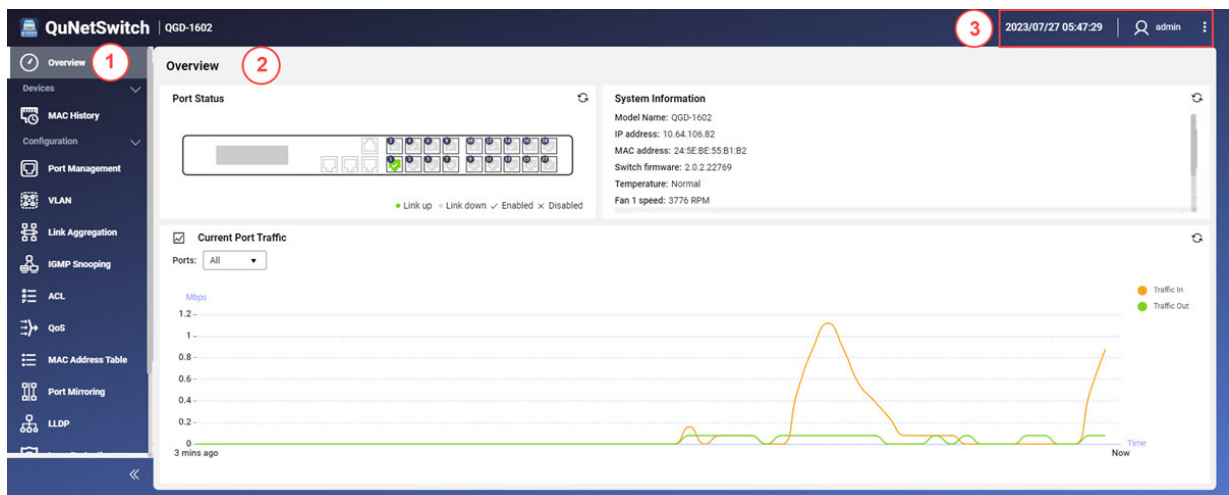 QuNetSwitch | QGD-1602
3
2023/07/27 05:47:29
admin
Overview
1
Devices
MAC History
Configuration
Port Management
VLAN
Link Aggregation
IGMP Snooping
ACL
QoS
MAC Address Table
Port Mirroring
LLDP
Overview
2
Port Status
Link up Link down Enabled Disabled
System Information
Model Name: QGD-1602
IP address: 10.64.106.82
MAC address: 24:5E:BE:55:B1:B2
Switch firmware: 2.0.2.22769
Temperature: Normal
Fan 1 speed: 3776 RPM
Current Port Traffic
Ports: All
Traffic In
Traffic Out
Mbps
1.2
1
0.8
0.6
0.4
0.2
0
Time
3 mins ago
Now